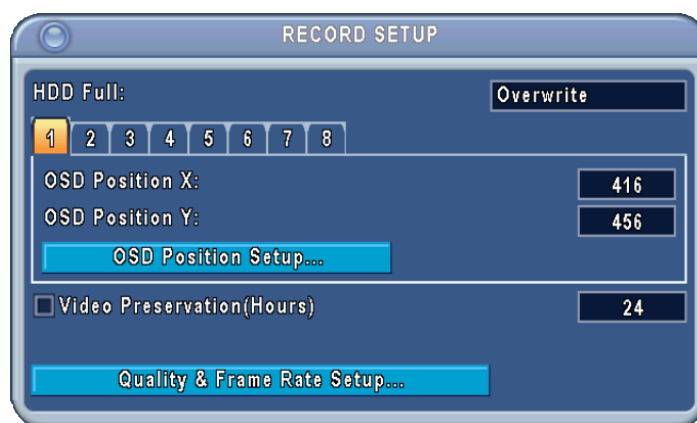 RECORD SETUP
HDD Full: Overwrite
1 2 3 4 5 6 7 8
OSD Position X: 416
OSD Position Y: 456
OSD Position Setup...
Video Preservation(Hours) 24
Quality & Frame Rate Setup...